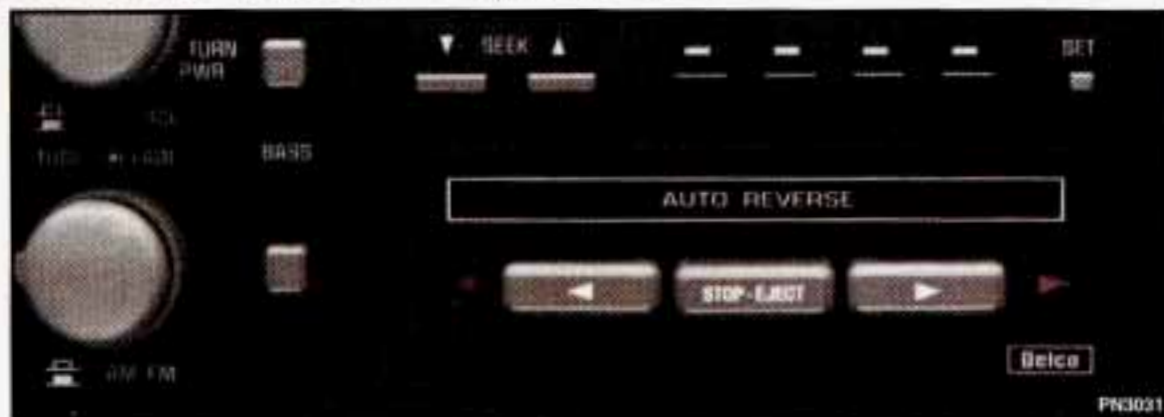 TURN
PWR
SEEK
SET
BASS
AUTO REVERSE
STOP-EJECT
AM FM
Delco
PN3031